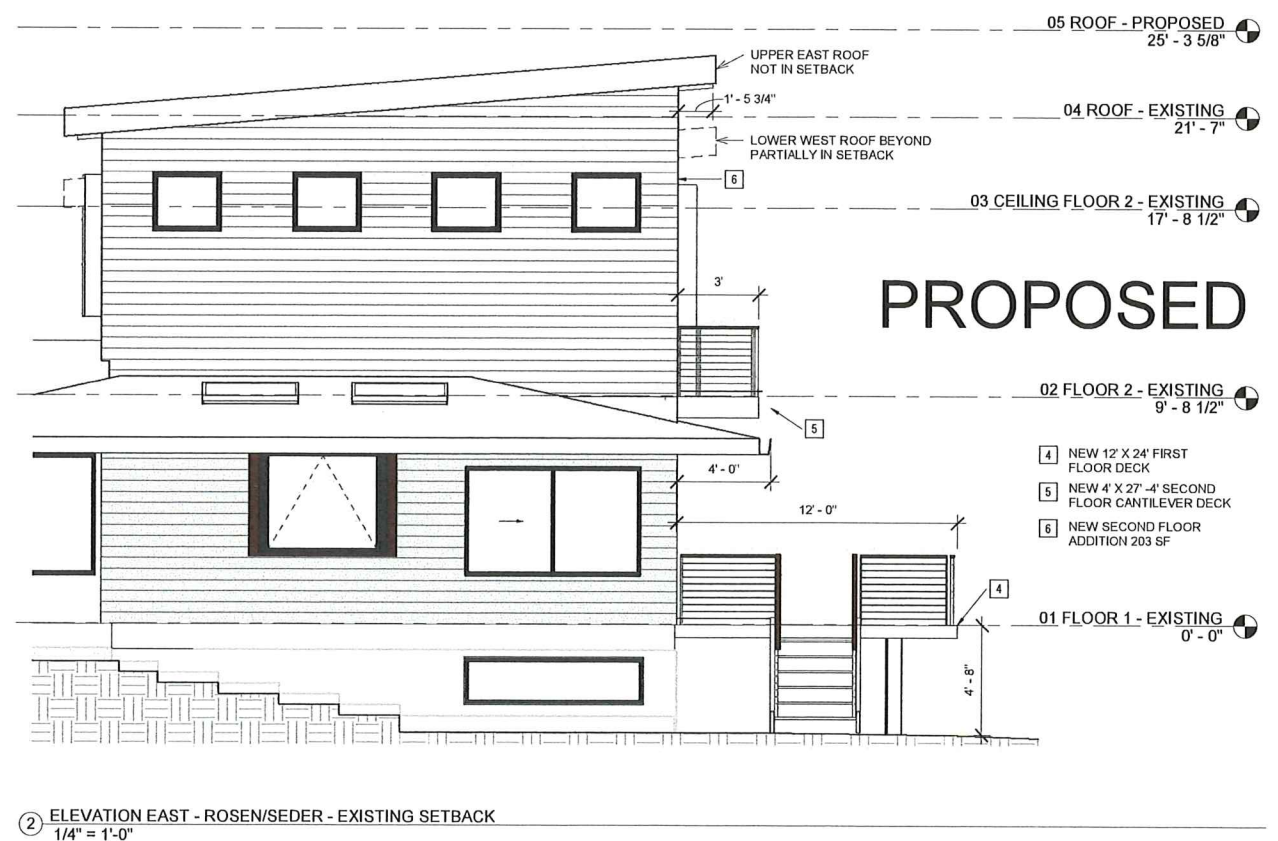 05 ROOF - PROPOSED
25' - 3 5/8"
UPPER EAST ROOF
NOT IN SETBACK
1' - 5 3/4"
04 ROOF - EXISTING
21' - 7"
LOWER WEST ROOF BEYOND
PARTIALLY IN SETBACK
6
03 CEILING FLOOR 2 - EXISTING
17' - 8 1/2"
3'
PROPOSED
02 FLOOR 2 - EXISTING
9' - 8 1/2"
5
4 NEW 12' X 24' FIRST
FLOOR DECK
5 NEW 4' X 27' -4' SECOND
FLOOR CANTILEVER DECK
6 NEW SECOND FLOOR
ADDITION 203 SF
4' - 0"
12' - 0"
4
01 FLOOR 1 - EXISTING
0' - 0"
4' - 8"
2 ELEVATION EAST - ROSEN/SEDER - EXISTING SETBACK
1/4" = 1'-0"